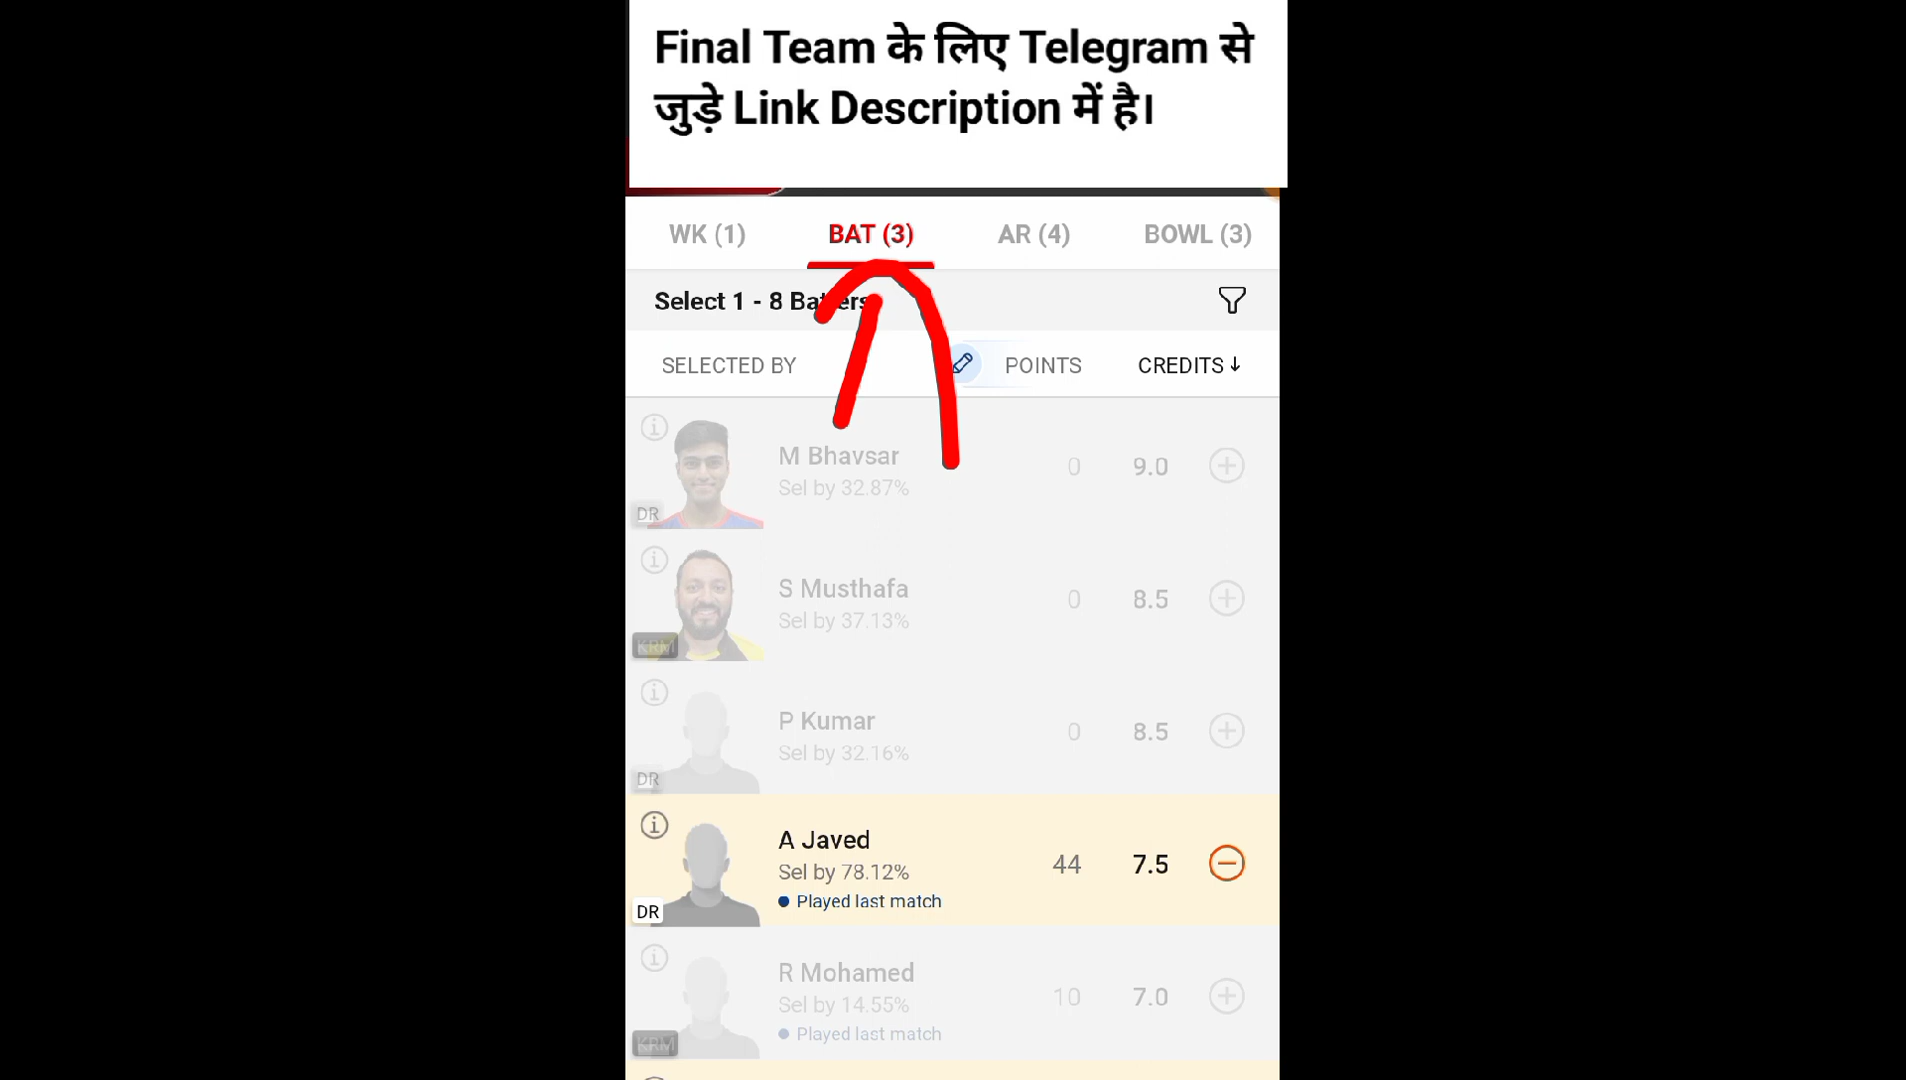 Final Team के लिए Telegram से
जुड़े Link Description में है।
WK (1) BAT (3) AR (4) BOWL (3)
Select 1 - 8 Batters
SELECTED BY POINTS CREDITS↓
M Bhavsar 0 9.0
Sel by 32.87%
DR
S Musthafa 0 8.5
Sel by 37.13%
KRM
P Kumar 0 8.5
Sel by 32.16%
DR
A Javed 44 7.5
Sel by 78.12%
Played last match
DR
R Mohamed 10 7.0
Sel by 14.55%
Played last match
KRM